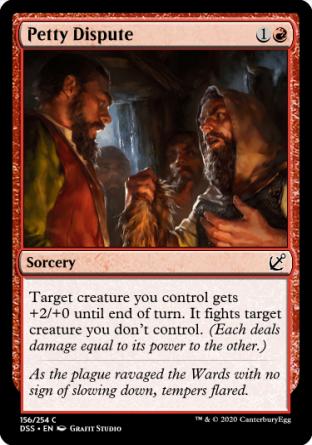 Petty Dispute 1
Sorcery
Target creature you control gets
+2/+0 until end of turn. It fights target
creature you don't control. (Each deals
damage equal to its power to the other.)
As the plague ravaged the Wards with no
sign of slowing down, tempers flared.
156/254 C
DSS • EN Grafit Studio
™ & © 2020 CanterburyEgg